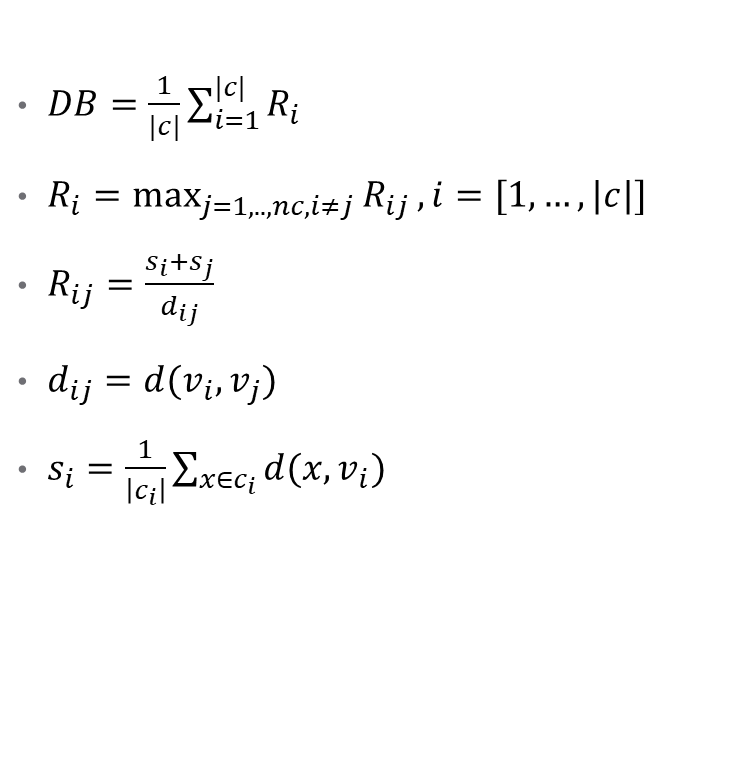 • DB = 1/|c| ∑_{i=1}^{|c|} R_i
• R_i = max_{j=1,..,nc,i≠j} R_{ij} , i = [1, … , |c|]
• R_{ij} = (s_i+s_j)/d_{ij}
• d_{ij} = d(v_i, v_j)
• s_i = 1/|c_i| ∑_{x∈c_i} d(x, v_i)